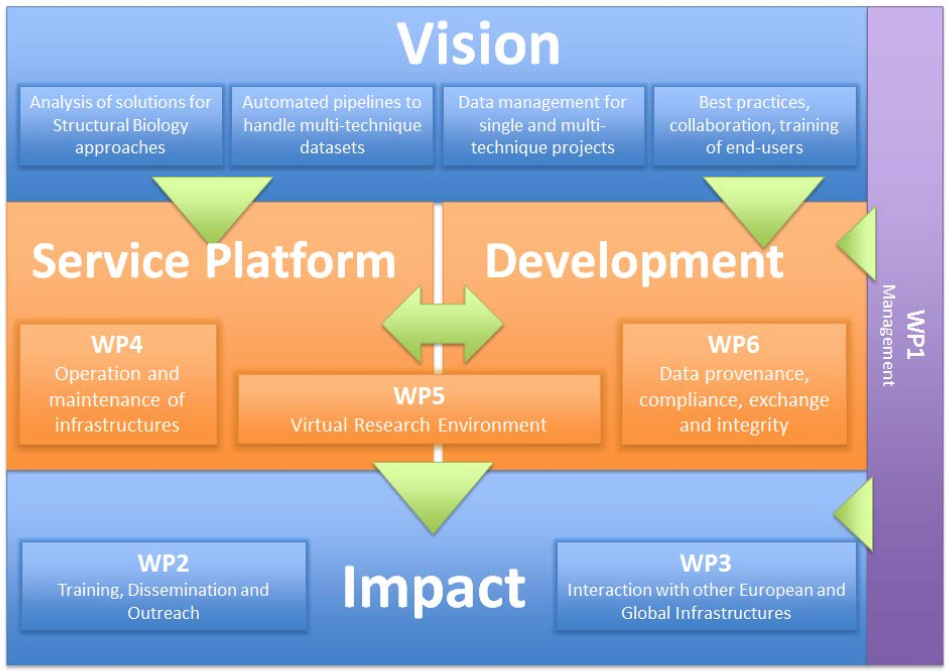 Vision
Analysis of solutions for
Structural Biology
approaches
Automated pipelines to
handle multi-technique
datasets
Data management for
single and multi-
technique projects
Best practices,
collaboration, training
of end-users
Service Platform
Development
WP4
Operation and
maintenance of
infrastructures
WP5
Virtual Research Environment
WP6
Data provenance,
compliance, exchange
and integrity
WP2
Training, Dissemination and
Outreach
Impact
WP3
Interaction with other European and
Global Infrastructures
WP1
Management